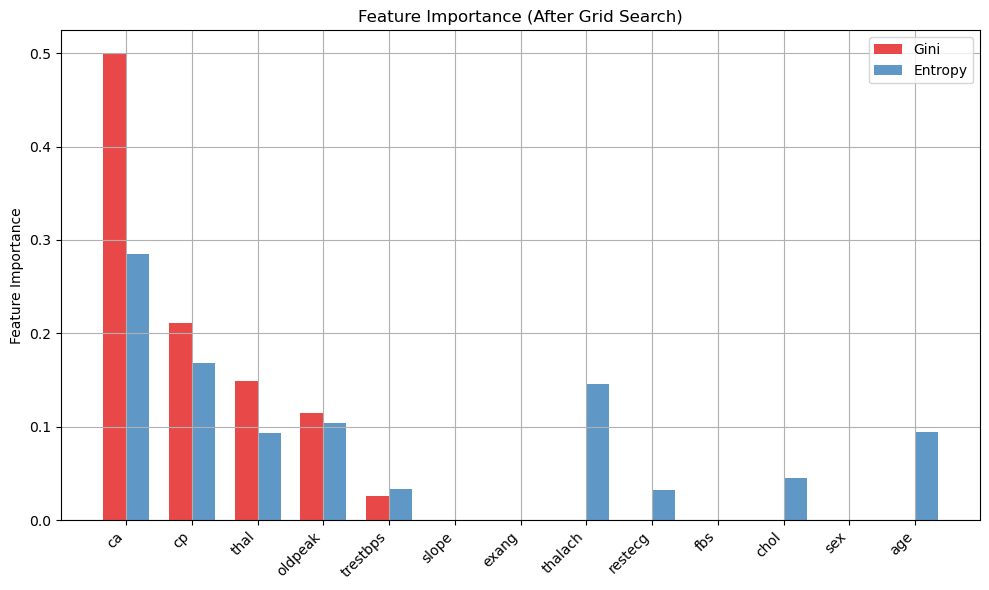 Feature Importance (After Grid Search)
Gini
Entropy
Feature Importance
0.5
0.4
0.3
0.2
0.1
0.0
ca
cp
thal
oldpeak
trestbps
slope
exang
thalach
restecg
fbs
chol
sex
age